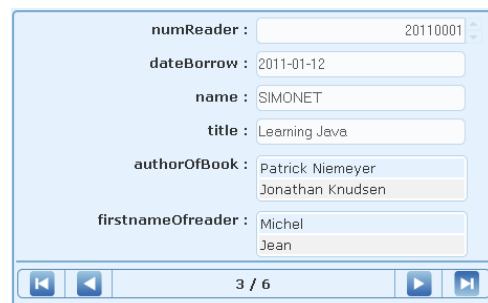 numReader : 20110001
dateBorrow : 2011-01-12
name : SIMONET
title : Learning Java
authorOfBook : Patrick Niemeyer
Jonathan Knudsen
firstnameOfreader : Michel
Jean
3 / 6